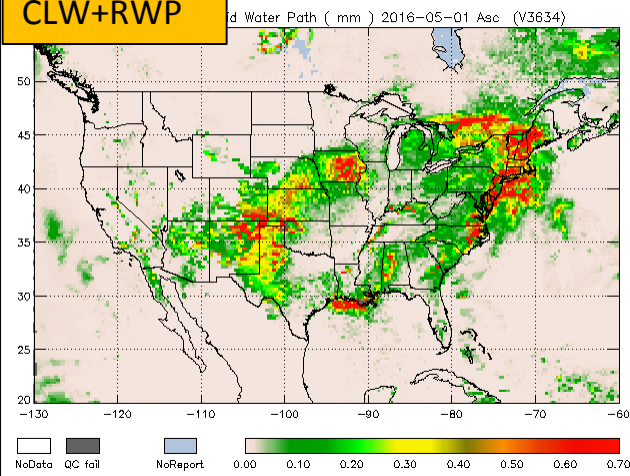 CLW+RWP
d Water Path ( mm ) 2016-05-01 Asc (V3634)
50
45
40
35
30
25
20
-130 -120 -110 -100 -90 -80 -70 -60
NoData QC fail NoReport 0.00 0.10 0.20 0.30 0.40 0.50 0.60 0.70